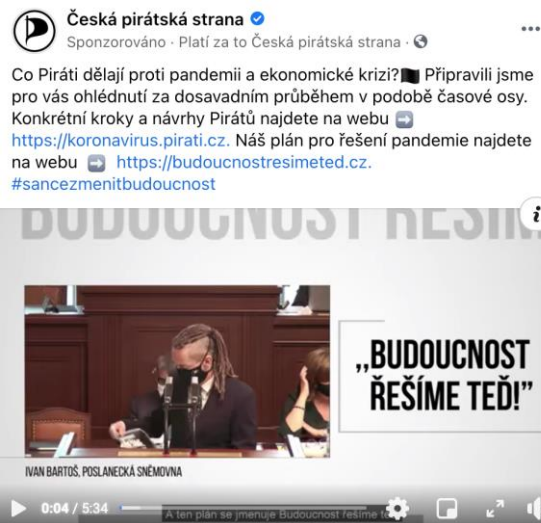 Česká pirátská strana
Sponzorováno · Platí za to Česká pirátská strana ·
Co Piráti dělají proti pandemii a ekonomické krizi?🏴 Připravili jsme
pro vás ohlédnutí za dosavadním průběhem v podobě časové osy.
Konkrétní kroky a návrhy Pirátů najdete na webu ➡️
https://koronavirus.pirati.cz. Náš plán pro řešení pandemie najdete
na webu ➡️ https://budoucnostresimeted.cz.
#sancezmenitbudoucnost
BUDOUCNOST ŘEŠÍM
„BUDOUCNOST
ŘEŠÍME TEĎ!”
IVAN BARTOŠ, POSLANECKÁ SNĚMOVNA
0:04 / 5:34
A ten plán se jmenuje Budoucnost řešíme te